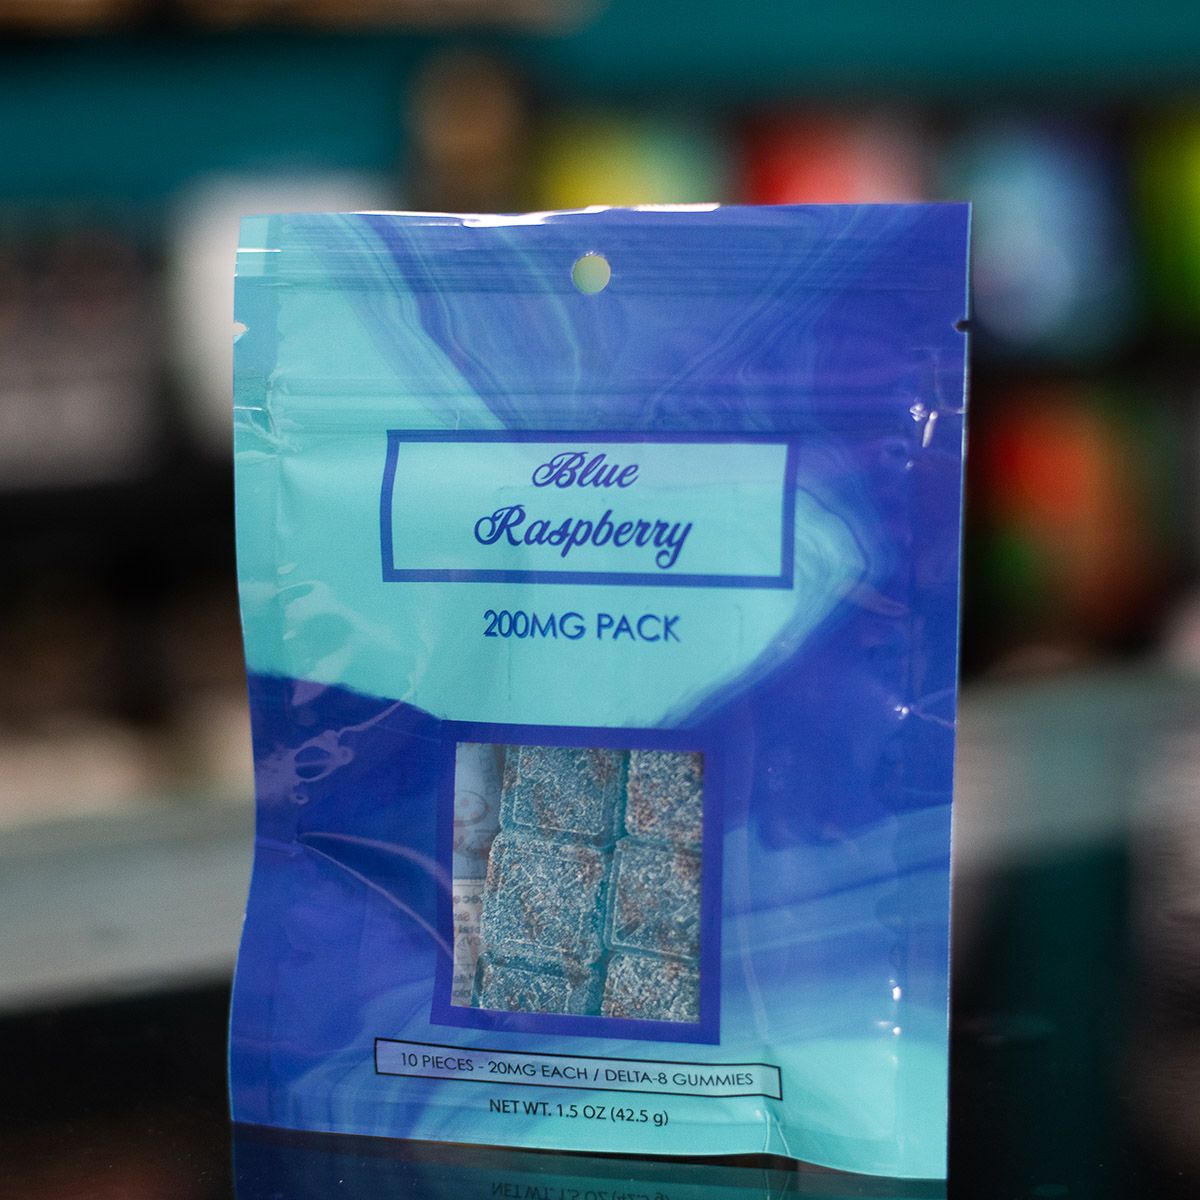 Blue
Raspberry
200MG PACK
10 PIECES - 20MG EACH / DELTA-8 GUMMIES
NET WT. 1.5 OZ (42.5 g)